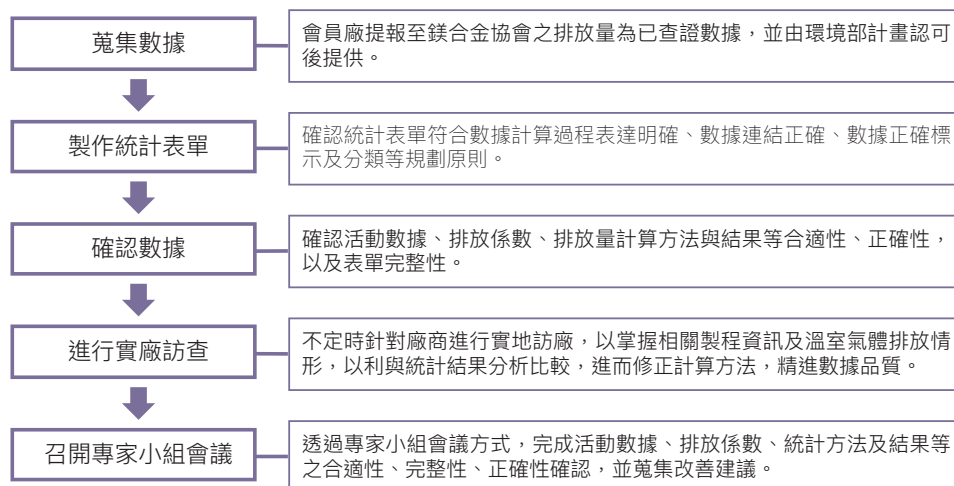 蒐集數據
會員廠提報至鎂合金協會之排放量為已查證數據，並由環境部計畫認可
後提供。
製作統計表單
確認統計表單符合數據計算過程表達明確、數據連結正確、數據正確標
示及分類等規劃原則。
確認數據
確認活動數據、排放係數、排放量計算方法與結果等合適性、正確性，
以及表單完整性。
進行實廠訪查
不定時針對廠商進行實地訪廠，以掌握相關製程資訊及溫室氣體排放情
形，以利與統計結果分析比較，進而修正計算方法，精進數據品質。
召開專家小組會議
透過專家小組會議方式，完成活動數據、排放係數、統計方法及結果等
之合適性、完整性、正確性確認，並蒐集改善建議。